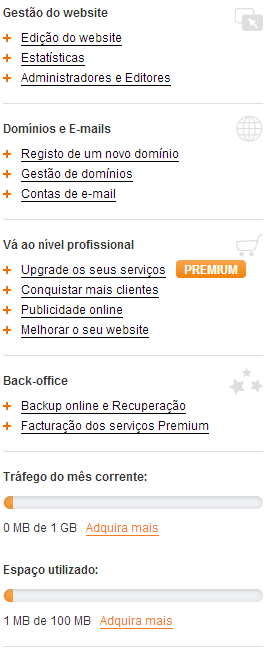 Gestão do website
Edição do website
Estatísticas
Administradores e Editores
Domínios e E-mails
Registo de um novo domínio
Gestão de domínios
Contas de e-mail
Vá ao nível profissional
Upgrade os seus serviços PREMIUM
Conquistar mais clientes
Publicidade online
Melhorar o seu website
Back-office
Backup online e Recuperação
Facturação dos serviços Premium
Tráfego do mês corrente:
0 MB de 1 GB Adquira mais
Espaço utilizado:
1 MB de 100 MB Adquira mais